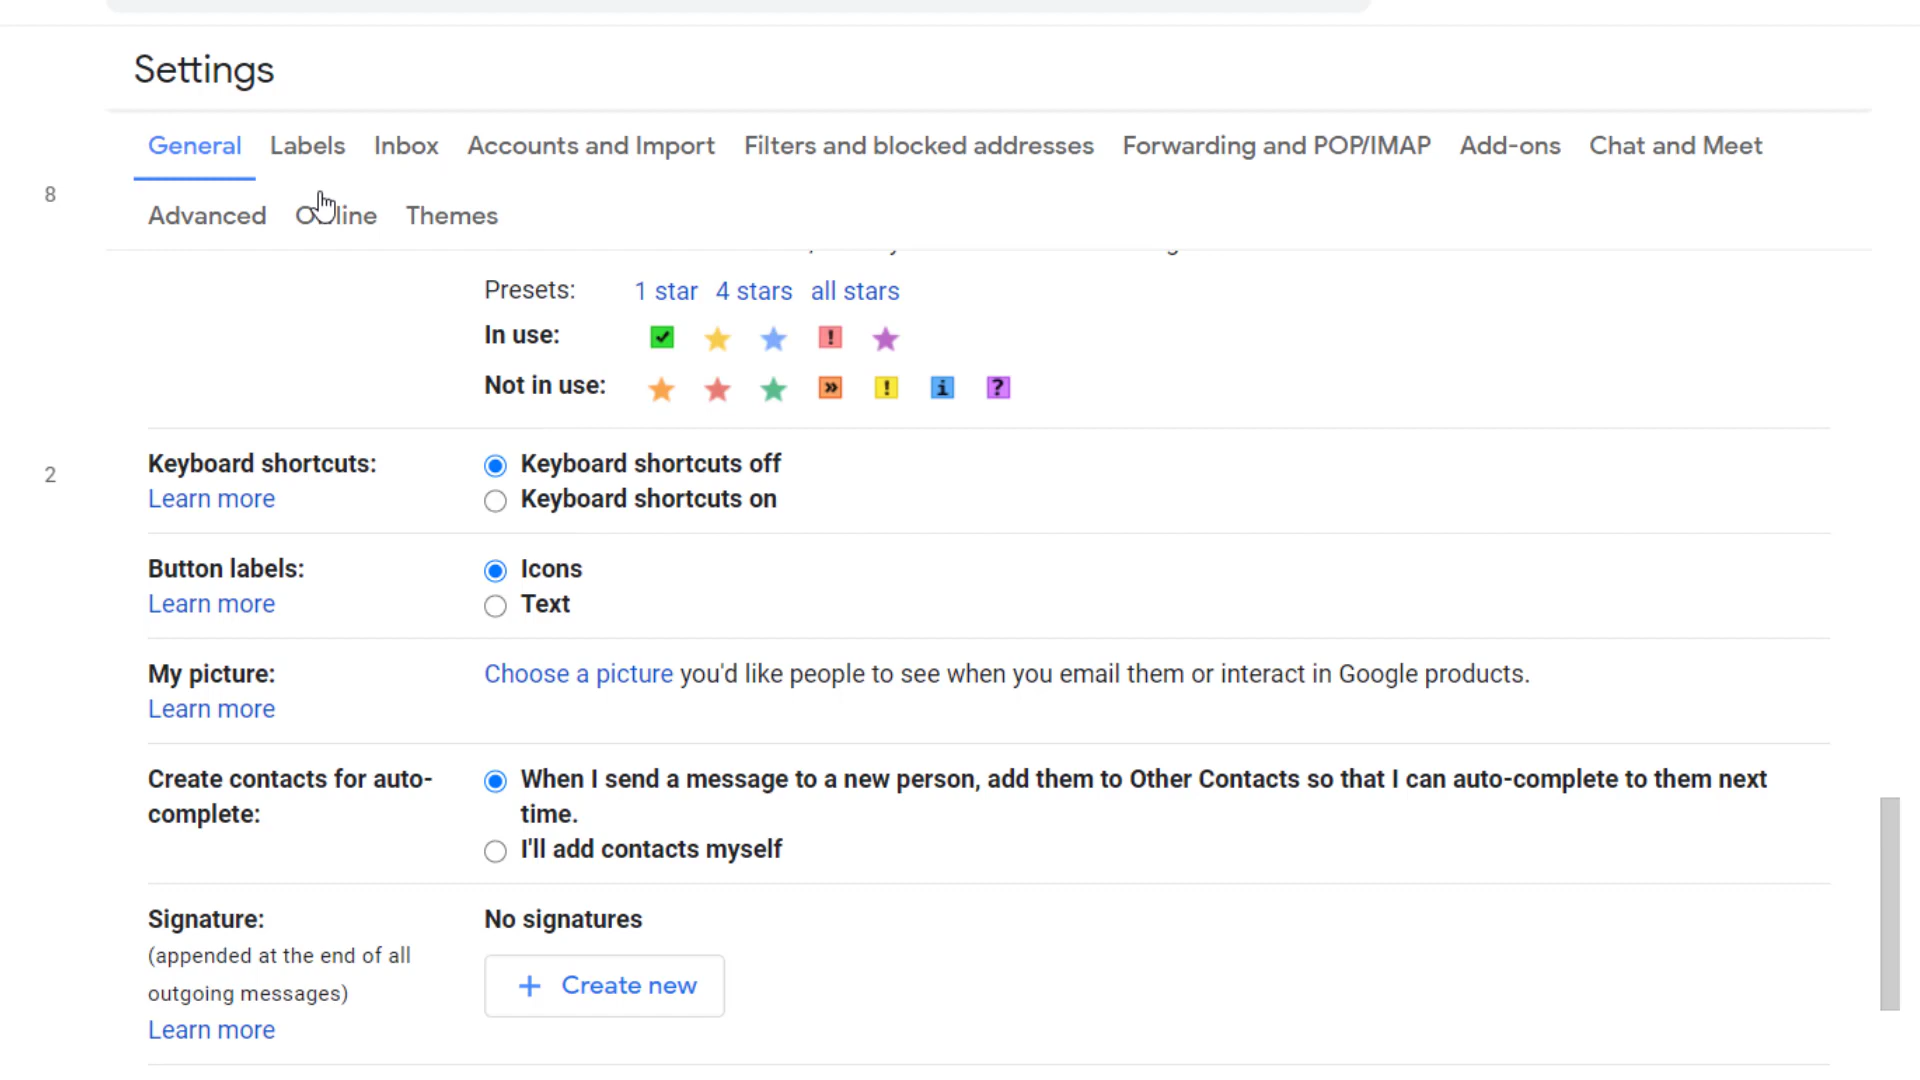 Settings
General Labels Inbox Accounts and Import Filters and blocked addresses Forwarding and POP/IMAP Add-ons Chat and Meet
8
Advanced Offline Themes
Presets: 1 star 4 stars all stars
In use: !
Not in use: » ! i ?
Keyboard shortcuts: Keyboard shortcuts off
2
Learn more Keyboard shortcuts on
Button labels: Icons
Learn more Text
My picture: Choose a picture you'd like people to see when you email them or interact in Google products.
Learn more
Create contacts for auto- When I send a message to a new person, add them to Other Contacts so that I can auto-complete to them next
complete: time.
I'll add contacts myself
Signature: No signatures
(appended at the end of all
outgoing messages) + Create new
Learn more